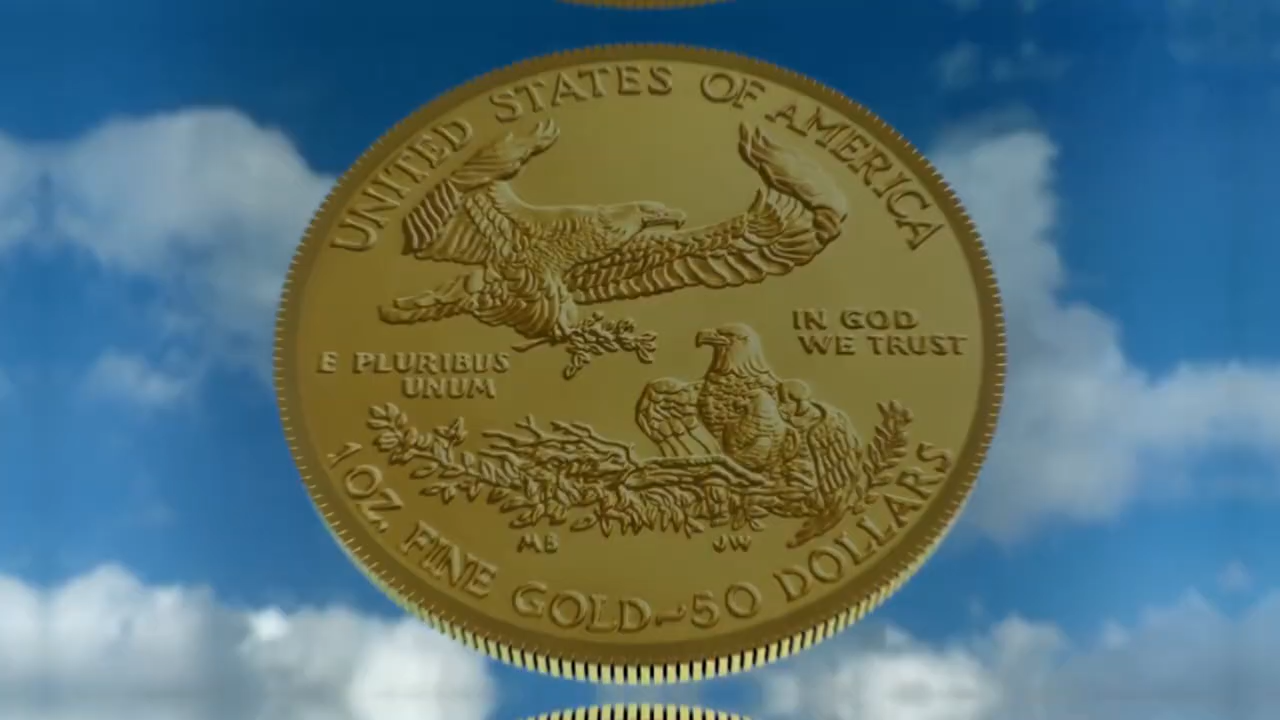 UNITED STATES OF AMERICA
E PLURIBUS
UNUM
IN GOD
WE TRUST
MB
JW
1 OZ. FINE GOLD~50 DOLLARS